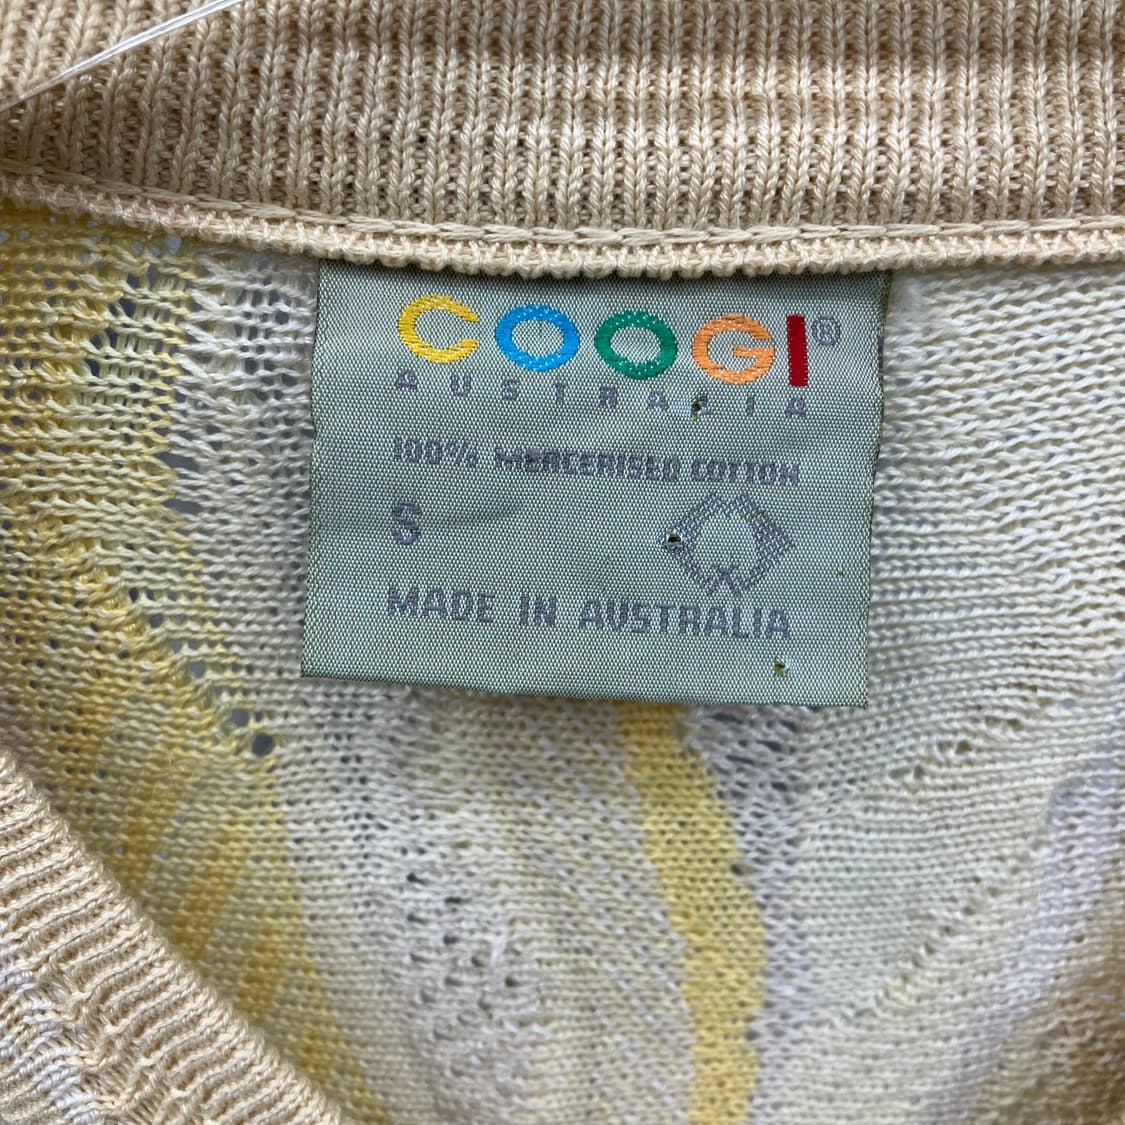 COOGI®
AUSTRALIA
100% MERCERISED COTTON
S
MADE IN AUSTRALIA